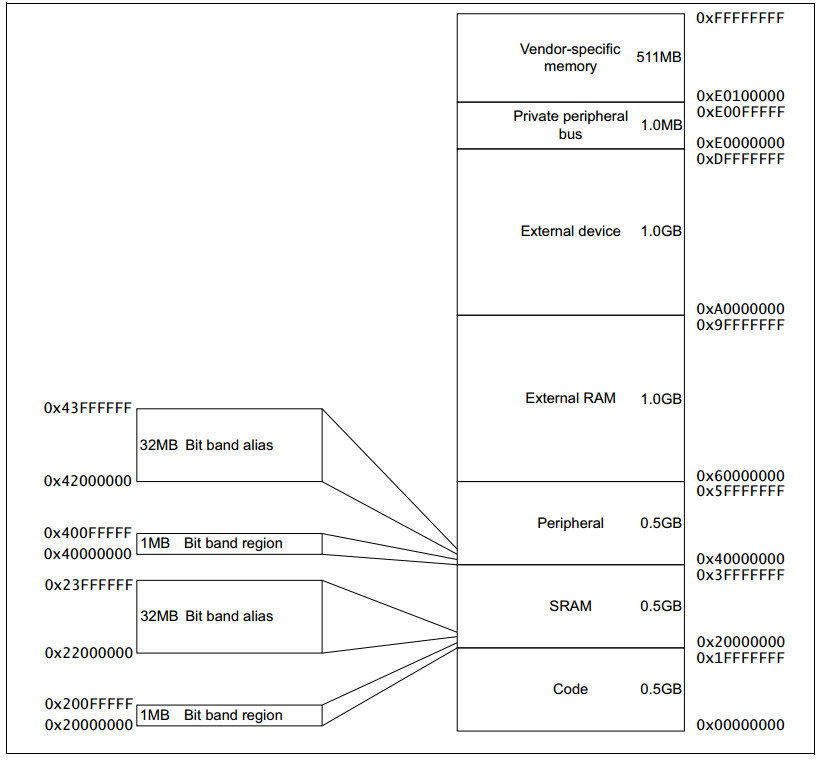 0xFFFFFFFF
Vendor-specific
memory
511MB
0xE0100000
0xE00FFFFF
Private peripheral
bus
1.0MB
0xE0000000
0xDFFFFFFF
External device 1.0GB
0xA0000000
0x9FFFFFFF
External RAM 1.0GB
0x60000000
0x5FFFFFFF
Peripheral 0.5GB
0x40000000
0x3FFFFFFF
SRAM 0.5GB
0x20000000
0x1FFFFFFF
Code 0.5GB
0x00000000
0x43FFFFFF
32MB Bit band alias
0x42000000
0x400FFFFF
1MB Bit band region
0x40000000
0x23FFFFFF
32MB Bit band alias
0x22000000
0x200FFFFF
1MB Bit band region
0x20000000